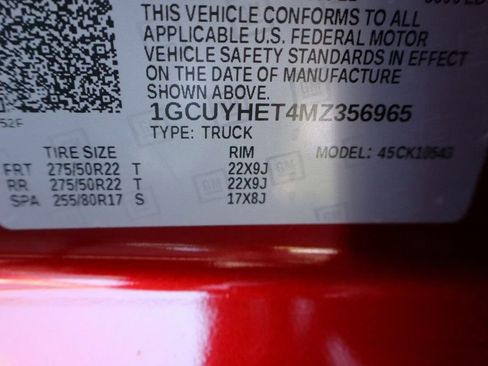 THIS VEHICLE CONFORMS TO ALL
APPLICABLE U.S. FEDERAL MOTOR
VEHICLE SAFETY STANDARDS IN EFFECT
ON THE DATE OF MANUFACTURE
SHOWN ABOVE.
1GCUYHET4MZ356965
TYPE: TRUCK
TIRE SIZE RIM MODEL: 45CK10543
FRT 275/50R22 T 22X9J
RR 275/50R22 T 22X9J
SPA 255/80R17 S 17X8J
GM